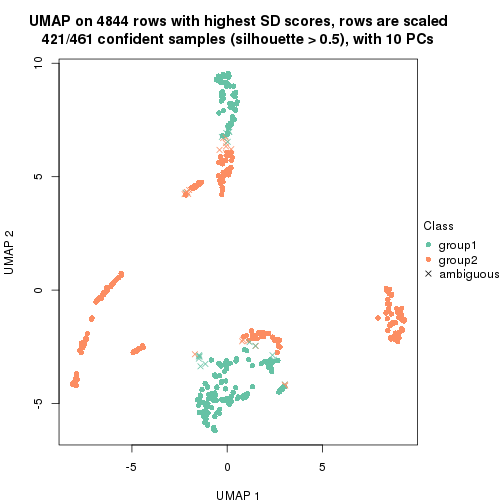 UMAP on 4844 rows with highest SD scores, rows are scaled
421/461 confident samples (silhouette > 0.5), with 10 PCs
10
5
0
-5
UMAP 2
-5
0
5
UMAP 1
Class
group1
group2
ambiguous